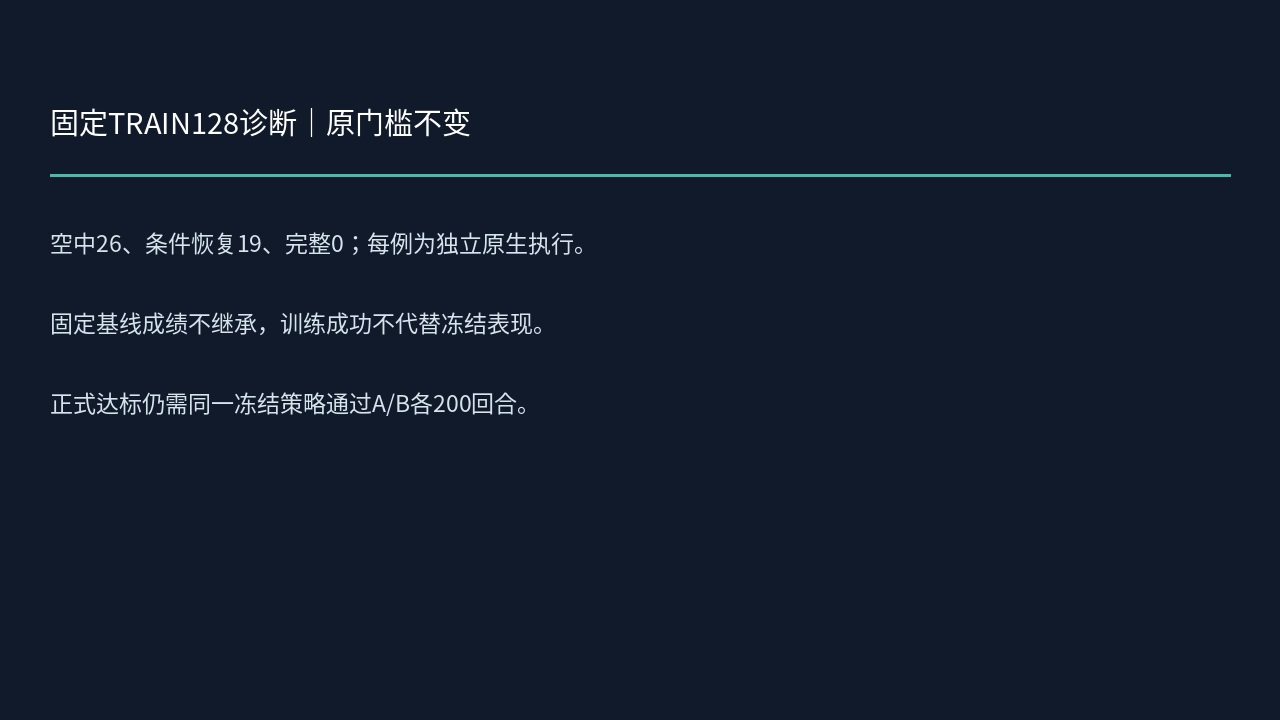 固定TRAIN128诊断｜原门槛不变
空中26、条件恢复19、完整0；每例为独立原生执行。
固定基线成绩不继承，训练成功不代替冻结表现。
正式达标仍需同一冻结策略通过A/B各200回合。